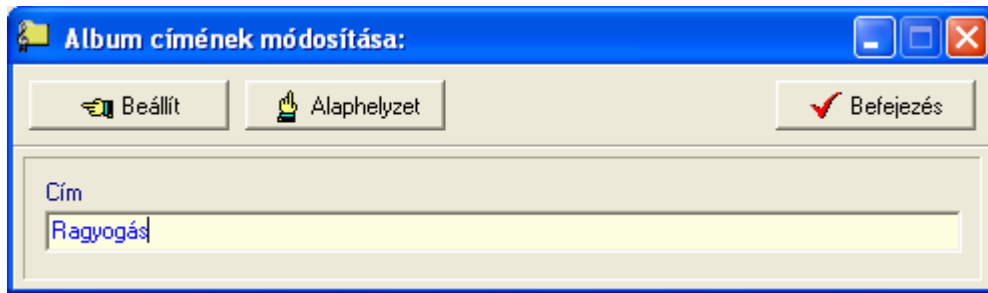 Album címének módosítása:
Beállít Alaphelyzet Befejezés
Cím
Ragyogás